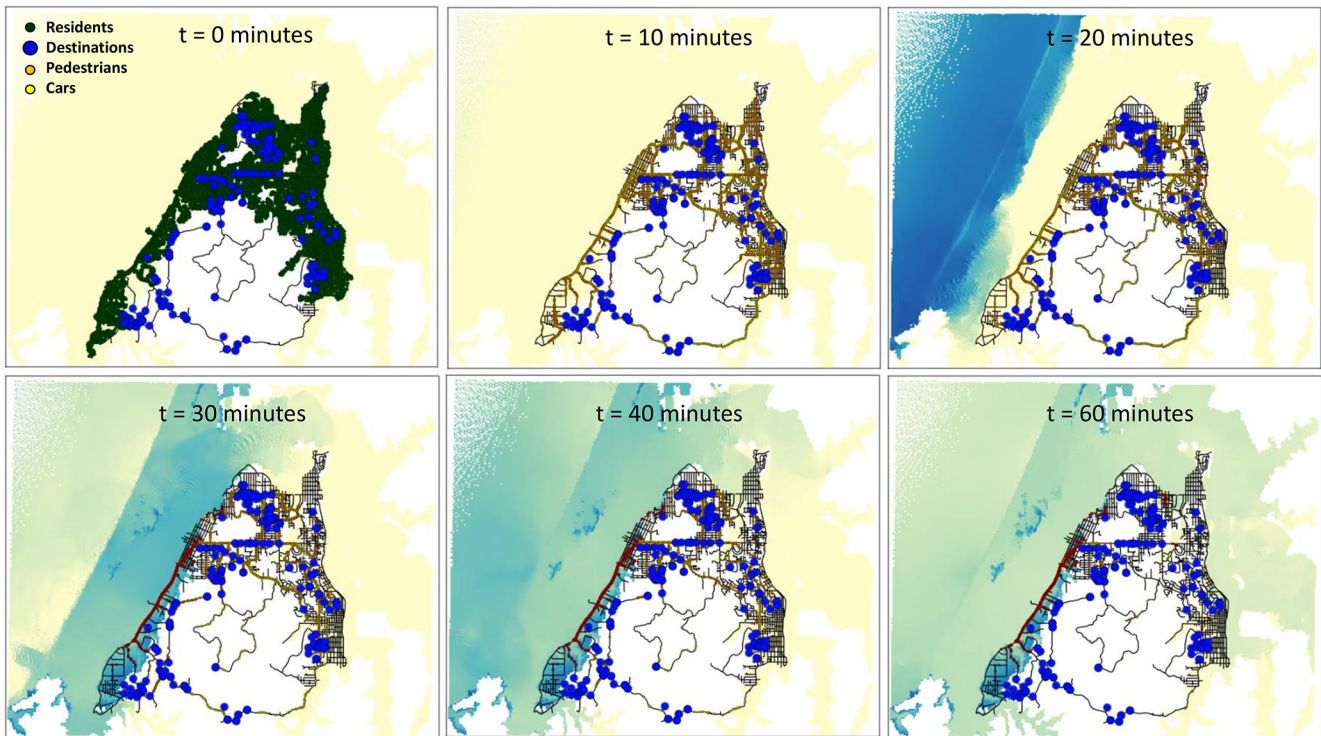 t = 0 minutes
Residents
Destinations
Pedestrians
Cars
t = 10 minutes
t = 20 minutes
t = 30 minutes
t = 40 minutes
t = 60 minutes